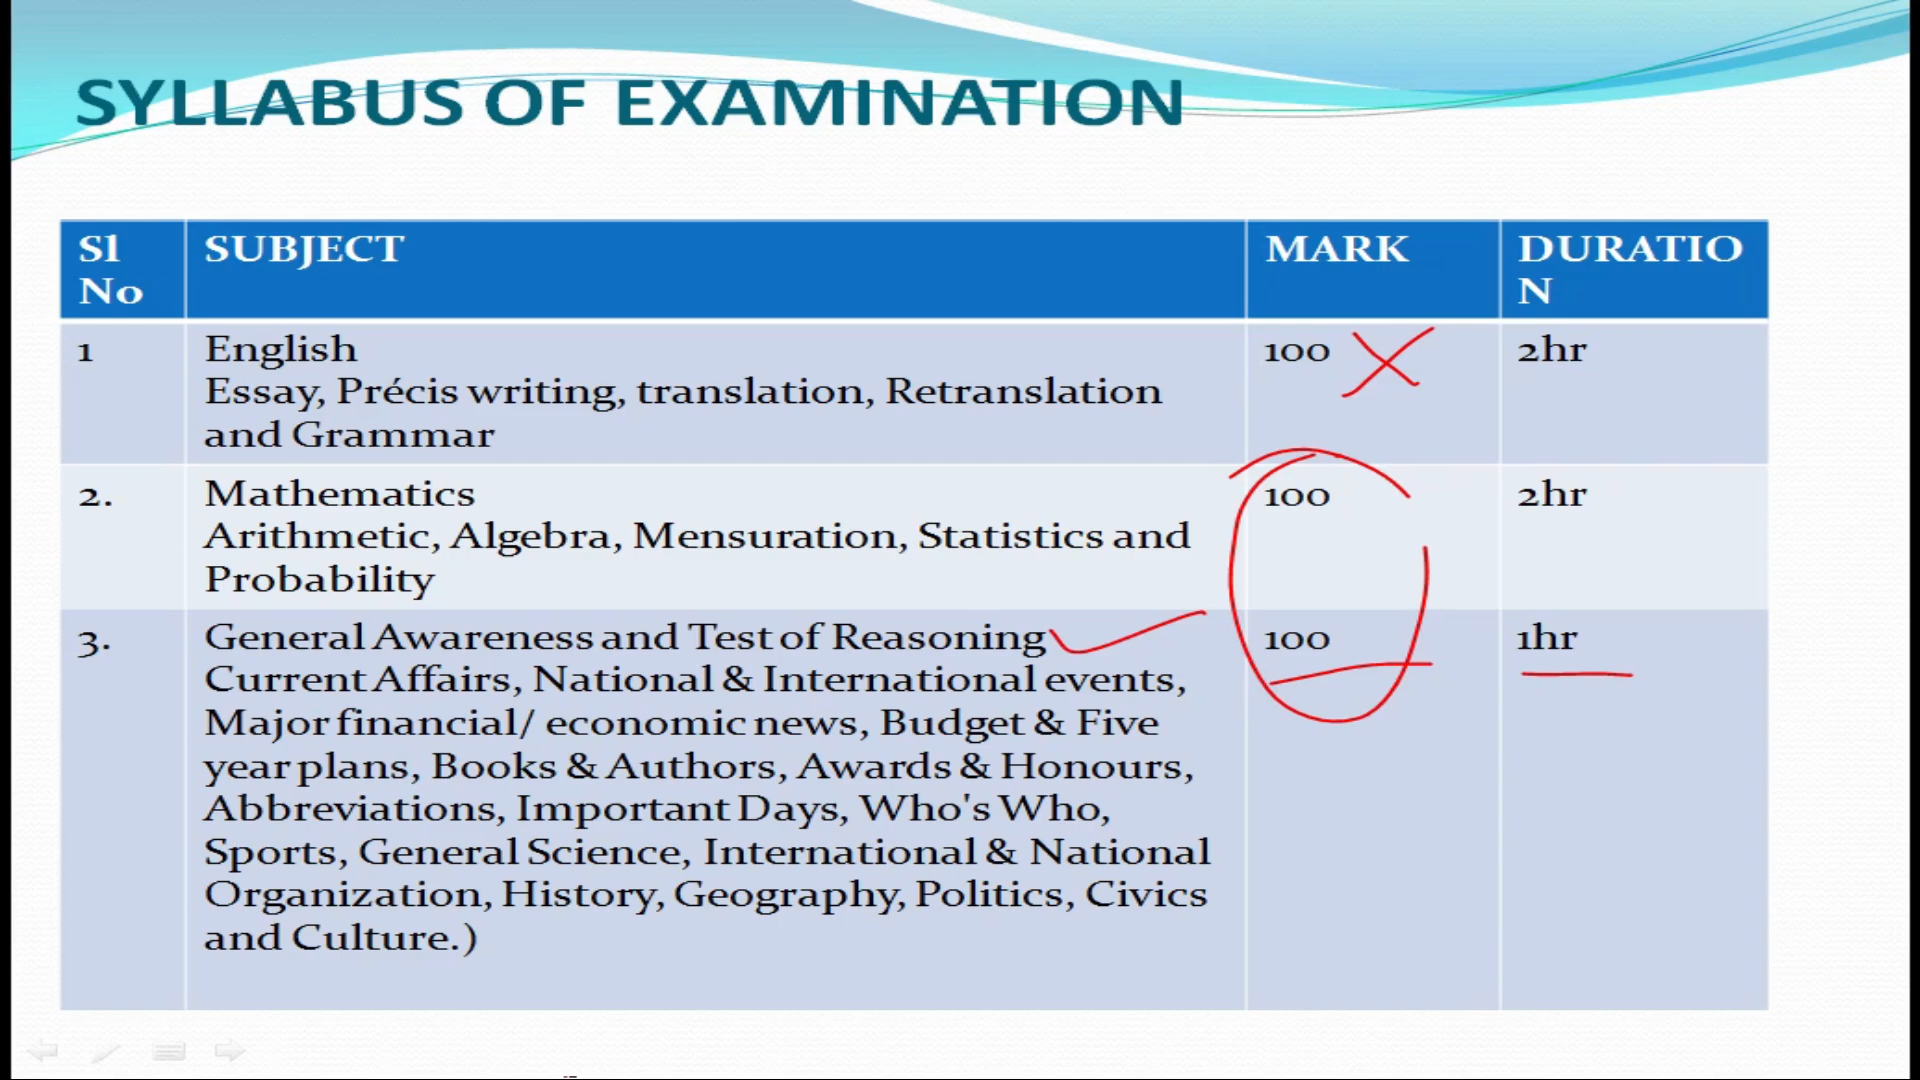 SYLLABUS OF EXAMINATION
Sl No SUBJECT MARK DURATION
1 English 100 2hr
Essay, Précis writing, translation, Retranslation
and Grammar
2. Mathematics 100 2hr
Arithmetic, Algebra, Mensuration, Statistics and
Probability
3. General Awareness and Test of Reasoning 100 1hr
Current Affairs, National & International events,
Major financial/ economic news, Budget & Five
year plans, Books & Authors, Awards & Honours,
Abbreviations, Important Days, Who's Who,
Sports, General Science, International & National
Organization, History, Geography, Politics, Civics
and Culture.)